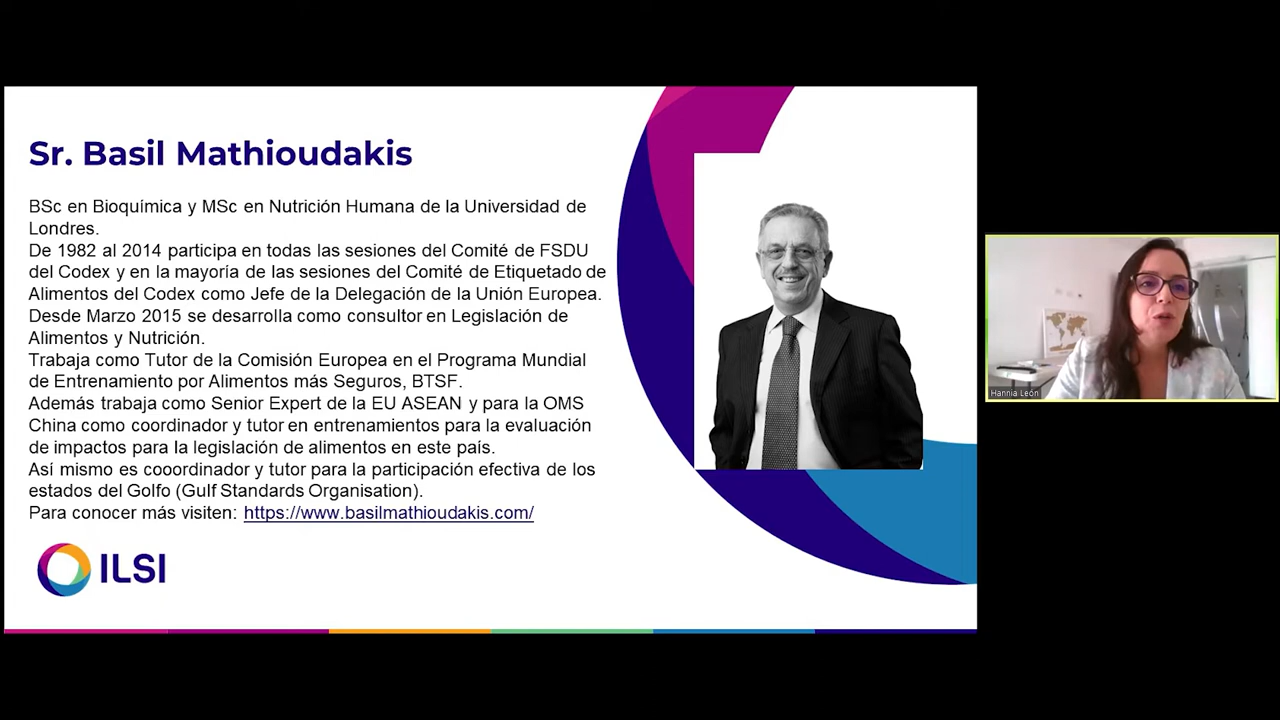 Sr. Basil Mathioudakis
BSc en Bioquímica y MSc en Nutrición Humana de la Universidad de
Londres.
De 1982 al 2014 participa en todas las sesiones del Comité de FSDU
del Codex y en la mayoría de las sesiones del Comité de Etiquetado de
Alimentos del Codex como Jefe de la Delegación de la Unión Europea.
Desde Marzo 2015 se desarrolla como consultor en Legislación de
Alimentos y Nutrición.
Trabaja como Tutor de la Comisión Europea en el Programa Mundial
de Entrenamiento por Alimentos más Seguros, BTSF.
Además trabaja como Senior Expert de la EU ASEAN y para la OMS
China como coordinador y tutor en entrenamientos para la evaluación
de impactos para la legislación de alimentos en este país.
Así mismo es cooordinador y tutor para la participación efectiva de los
estados del Golfo (Gulf Standards Organisation).
Para conocer más visiten: https://www.basilmathioudakis.com/
ILSI
Hannia León